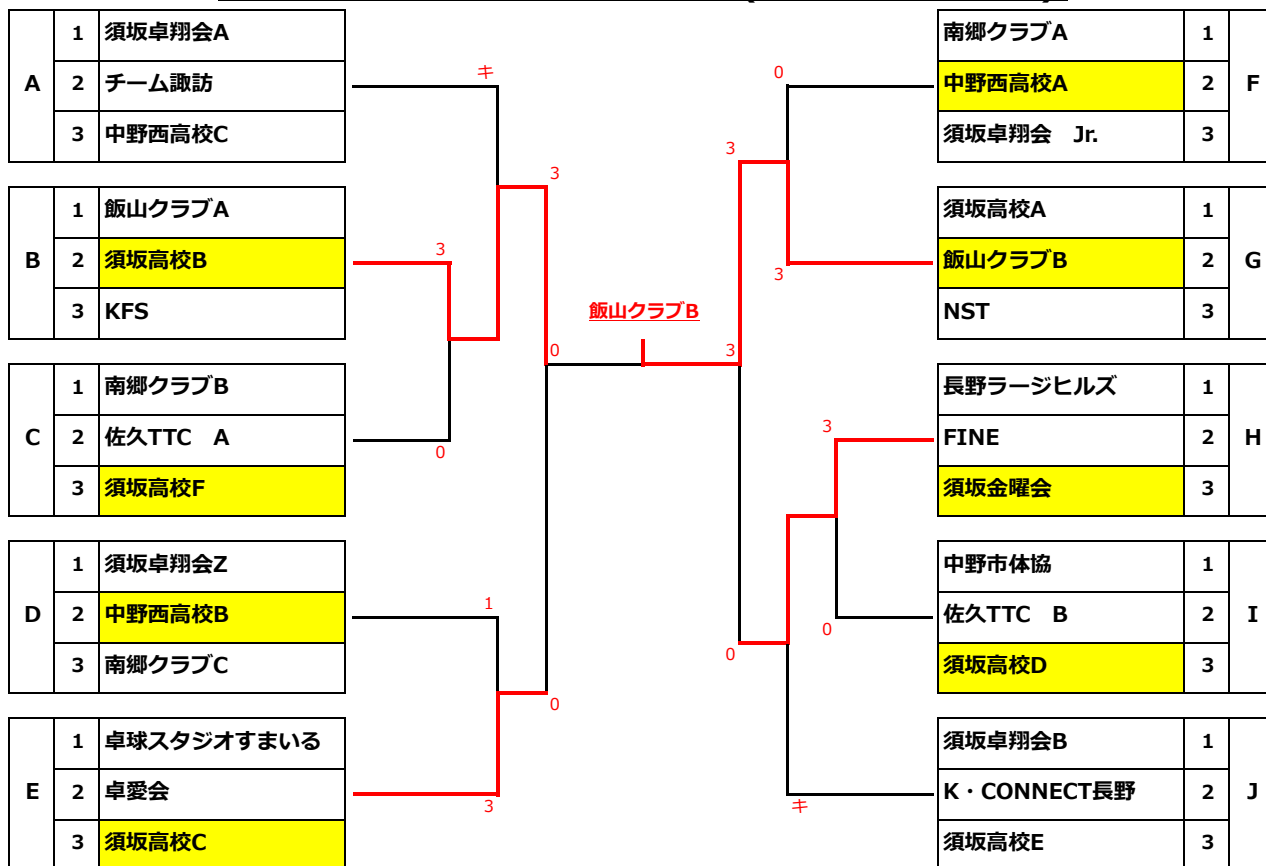 A
1 須坂卓翔会A
2 チーム諏訪
3 中野西高校C
B
1 飯山クラブA
2 須坂高校B
3 KFS
C
1 南郷クラブB
2 佐久TTC　A
3 須坂高校F
D
1 須坂卓翔会Z
2 中野西高校B
3 南郷クラブC
E
1 卓球スタジオすまいる
2 卓愛会
3 須坂高校C
キ
3
3
0
0
1
0
3
飯山クラブB
0
3
3
3
3
0
0
キ
南郷クラブA 1
中野西高校A 2
須坂卓翔会　Jr. 3
F
須坂高校A 1
飯山クラブB 2
NST 3
G
長野ラージヒルズ 1
FINE 2
須坂金曜会 3
H
中野市体協 1
佐久TTC　B 2
須坂高校D 3
I
須坂卓翔会B 1
K・CONNECT長野 2
須坂高校E 3
J